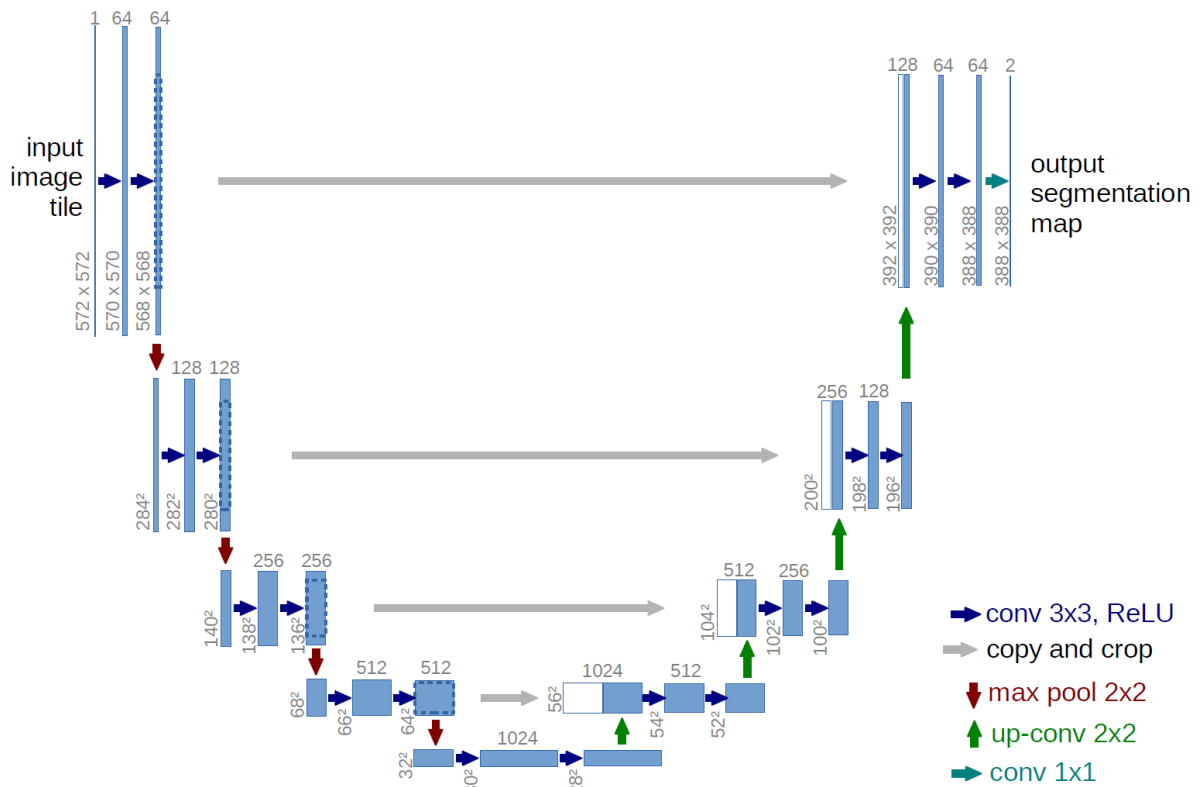 1 64 64
input
image
tile
572 x 572
570 x 570
568 x 568
128 64 64 2
output
segmentation
map
392 x 392
390 x 390
388 x 388
388 x 388
128 128
284²
282²
280²
256 128
200²
198²
196²
256 256
140²
138²
136²
512 256
104²
102²
100²
512 512
68²
66²
64²
1024 512
56²
54²
52²
1024
32²
conv 3x3, ReLU
copy and crop
max pool 2x2
up-conv 2x2
conv 1x1